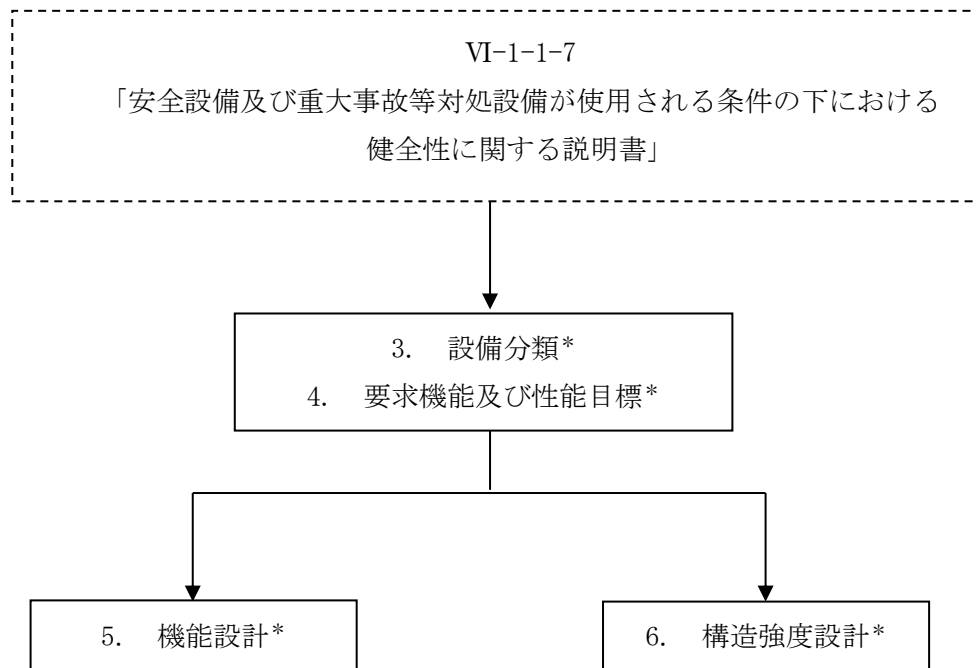 Ⅵ-1-1-7
「安全設備及び重大事故等対処設備が使用される条件の下における
健全性に関する説明書」
3. 設備分類*
4. 要求機能及び性能目標*
5. 機能設計*
6. 構造強度設計*